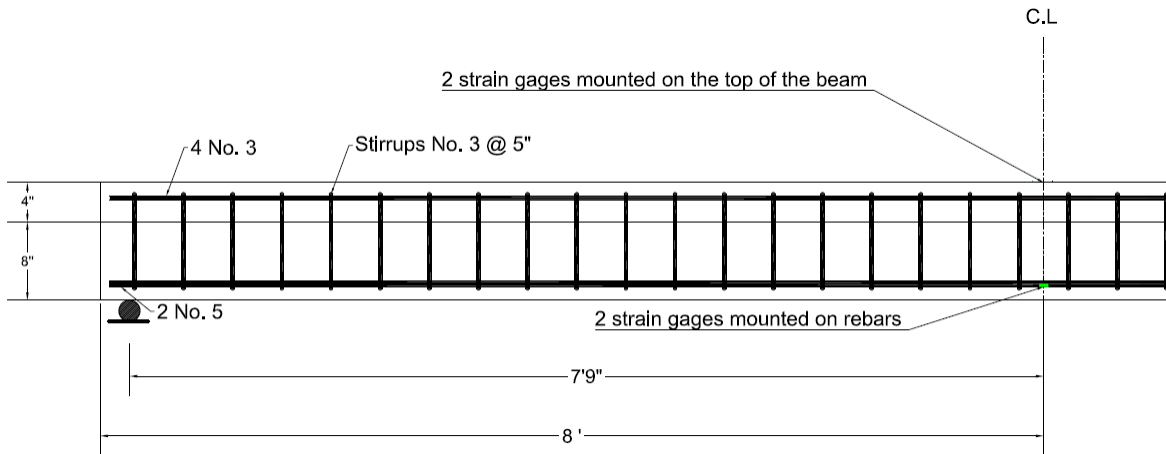 C.L
2 strain gages mounted on the top of the beam
4 No. 3
Stirrups No. 3 @ 5"
4"
8"
2 No. 5
2 strain gages mounted on rebars
7'9"
8 '